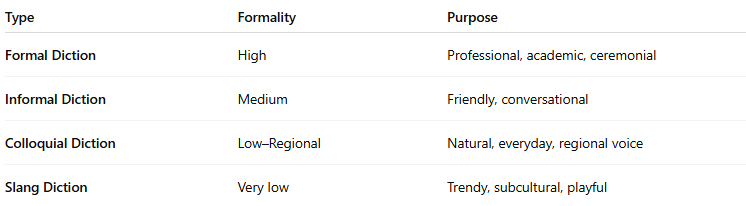 Type Formality Purpose
Formal Diction High Professional, academic, ceremonial
Informal Diction Medium Friendly, conversational
Colloquial Diction Low–Regional Natural, everyday, regional voice
Slang Diction Very low Trendy, subcultural, playful